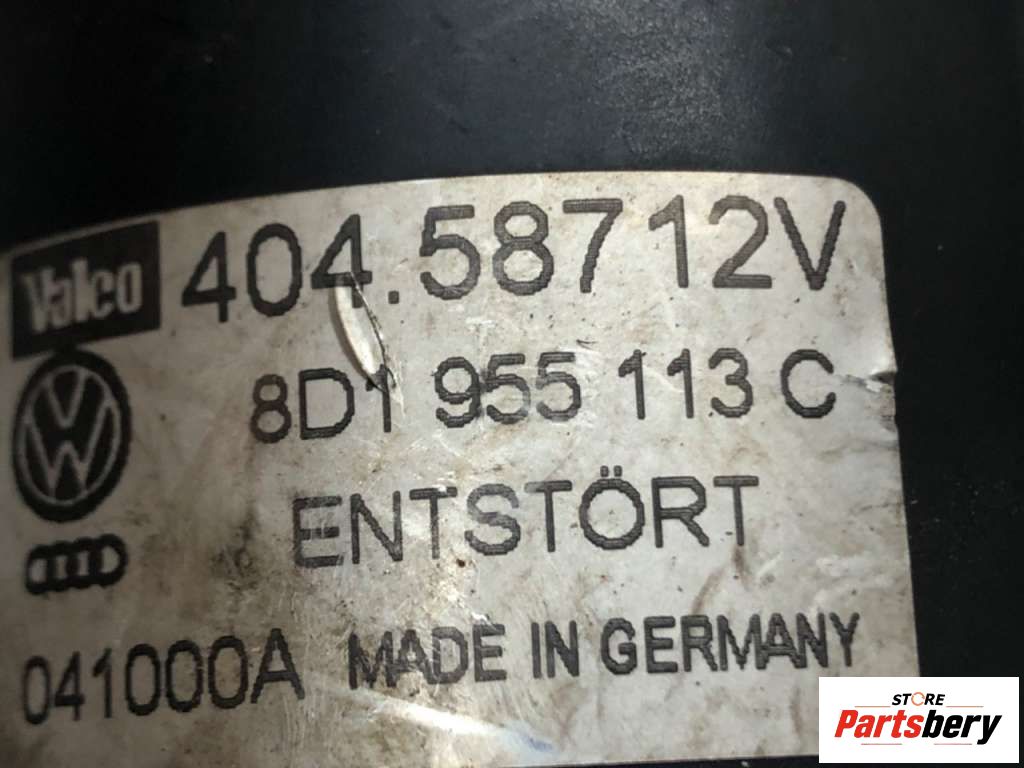 Valeo 404.587 12V
8D1 955 113 C
ENTSTÖRT
041000A MADE IN GERMANY
STORE
Partsbery